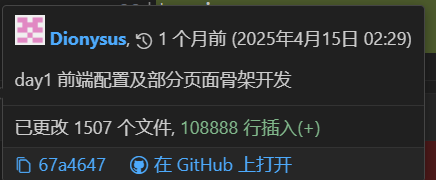 Dionysus, 1 个月前 (2025年4月15日 02:29)
day1 前端配置及部分页面骨架开发
已更改 1507 个文件, 108888 行插入(+)
67a4647 在 GitHub 上打开